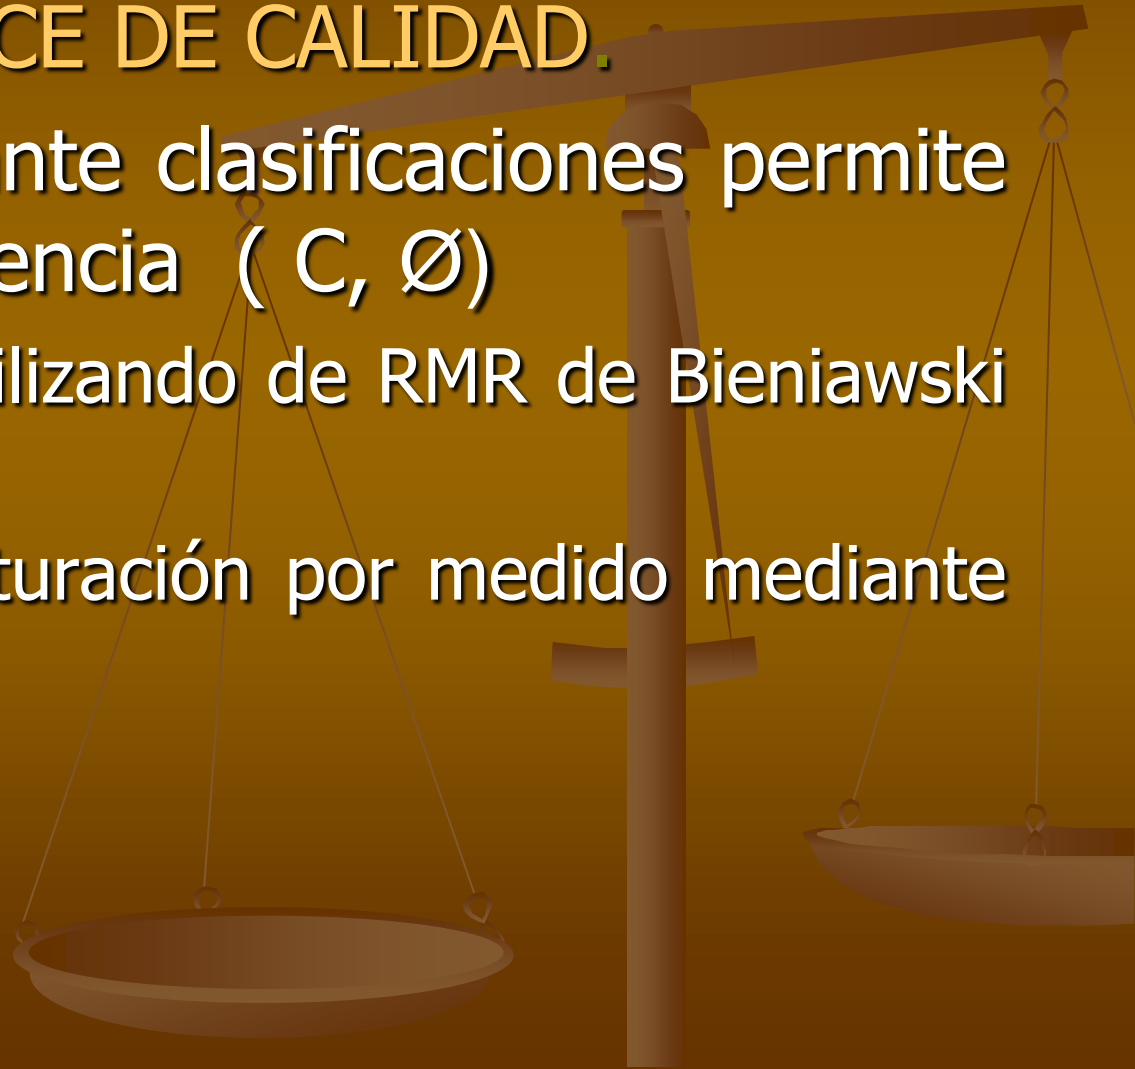 CE DE CALIDAD.
nte clasificaciones permite
encia ( C, Ø)
ilizando de RMR de Bieniawski
turación por medido mediante